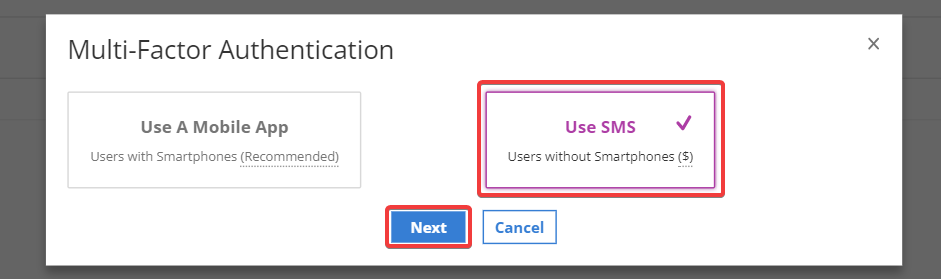 Multi-Factor Authentication
Use A Mobile App
Users with Smartphones (Recommended)
Use SMS
Users without Smartphones ($)
Next
Cancel